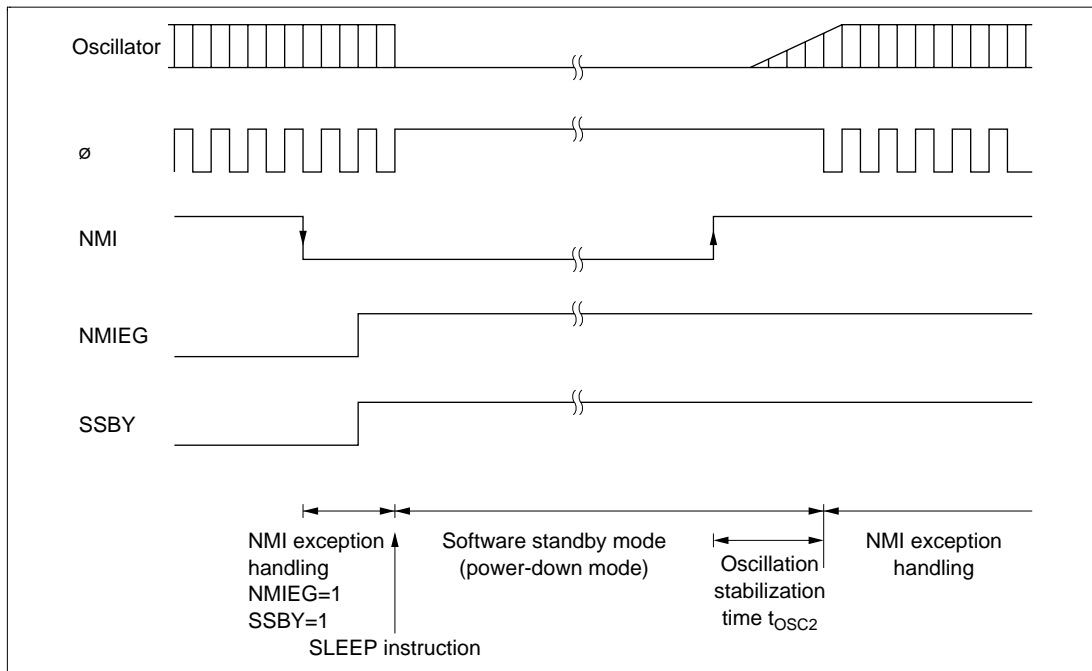 Oscillator
ø
NMI
NMIEG
SSBY
NMI exception
handling
NMIEG=1
SSBY=1
SLEEP instruction
Software standby mode
(power-down mode)
Oscillation
stabilization
time tOSC2
NMI exception
handling